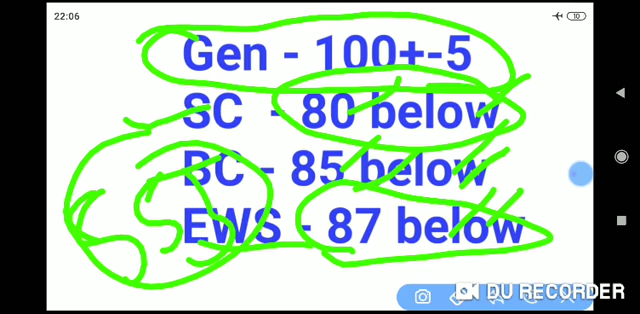 22:06
10
Gen - 100+-5
SC - 80 below
BC - 85 below
EWS - 87 below
DU RECORDER